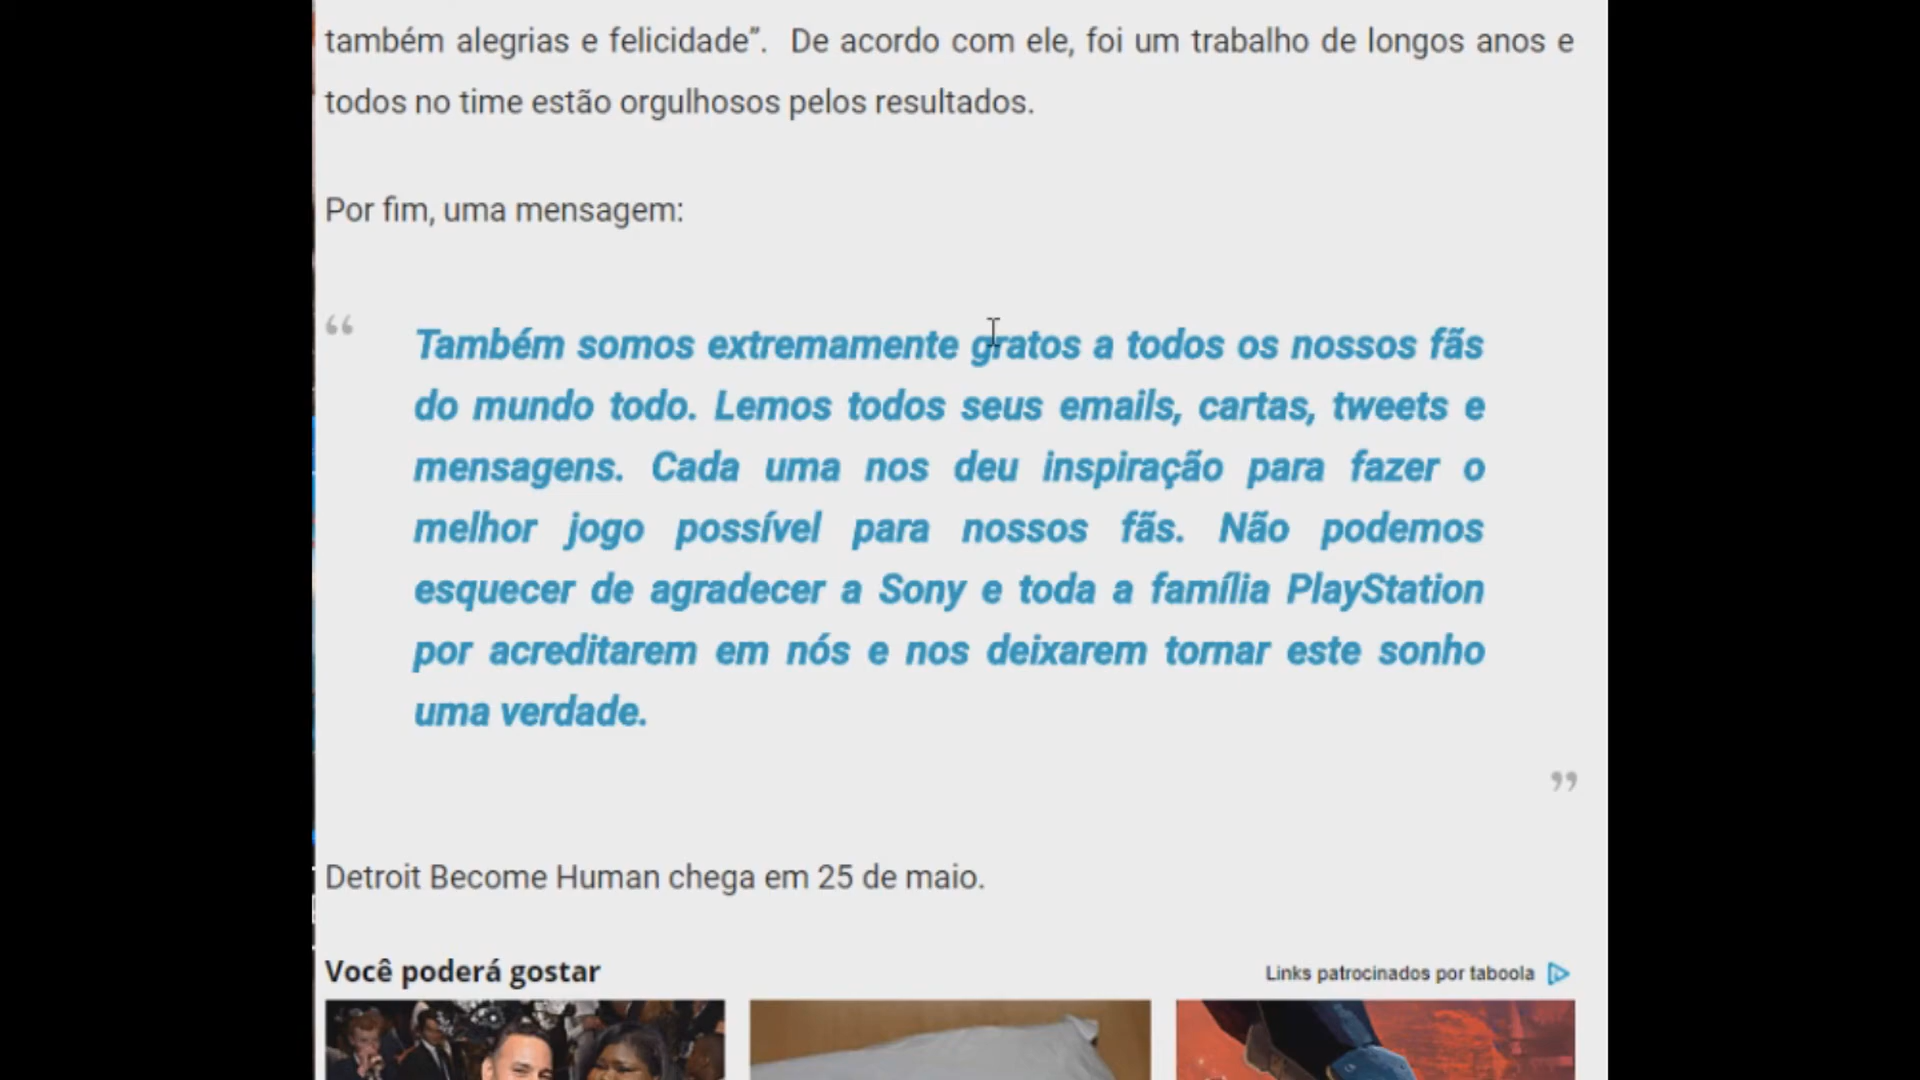 também alegrias e felicidade”. De acordo com ele, foi um trabalho de longos anos e
todos no time estão orgulhosos pelos resultados.
Por fim, uma mensagem:
“
Também somos extremamente gratos a todos os nossos fãs
do mundo todo. Lemos todos seus emails, cartas, tweets e
mensagens. Cada uma nos deu inspiração para fazer o
melhor jogo possível para nossos fãs. Não podemos
esquecer de agradecer a Sony e toda a família PlayStation
por acreditarem em nós e nos deixarem tornar este sonho
uma verdade.
”
Detroit Become Human chega em 25 de maio.
Você poderá gostar
Links patrocinados por taboola